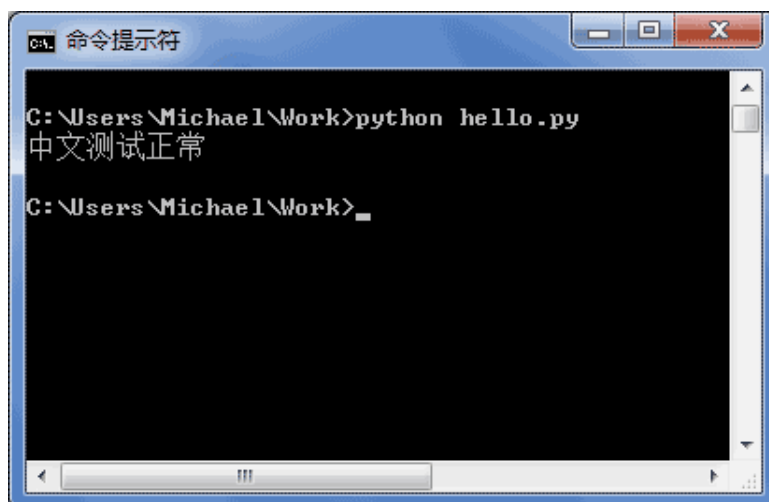 命令提示符
C:\Users\Michael\Work>python hello.py
中文测试正常
C:\Users\Michael\Work>_